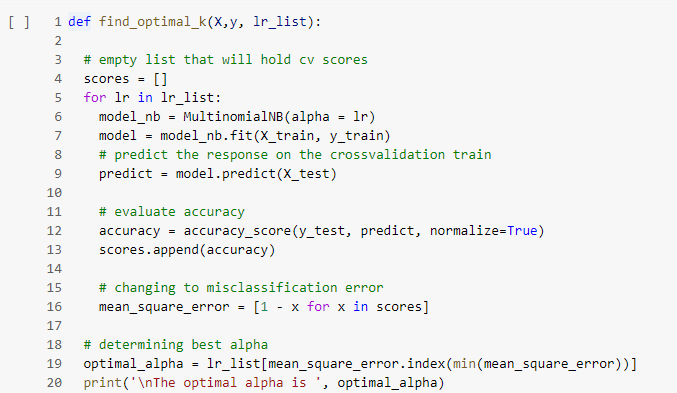 [ ] 1 def find_optimal_k(X,y, lr_list):
2
3 # empty list that will hold cv scores
4 scores = []
5 for lr in lr_list:
6 model_nb = MultinomialNB(alpha = lr)
7 model = model_nb.fit(X_train, y_train)
8 # predict the response on the crossvalidation train
9 predict = model.predict(X_test)
10
11 # evaluate accuracy
12 accuracy = accuracy_score(y_test, predict, normalize=True)
13 scores.append(accuracy)
14
15 # changing to misclassification error
16 mean_square_error = [1 - x for x in scores]
17
18 # determining best alpha
19 optimal_alpha = lr_list[mean_square_error.index(min(mean_square_error))]
20 print('\nThe optimal alpha is ', optimal_alpha)